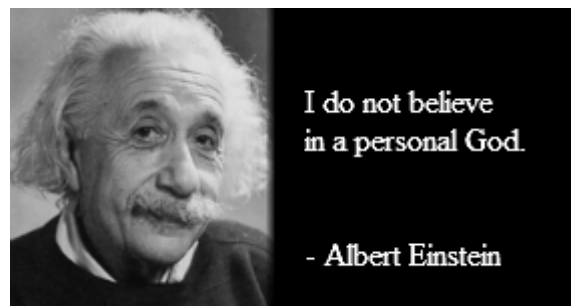 I do not believe
in a personal God.
- Albert Einstein